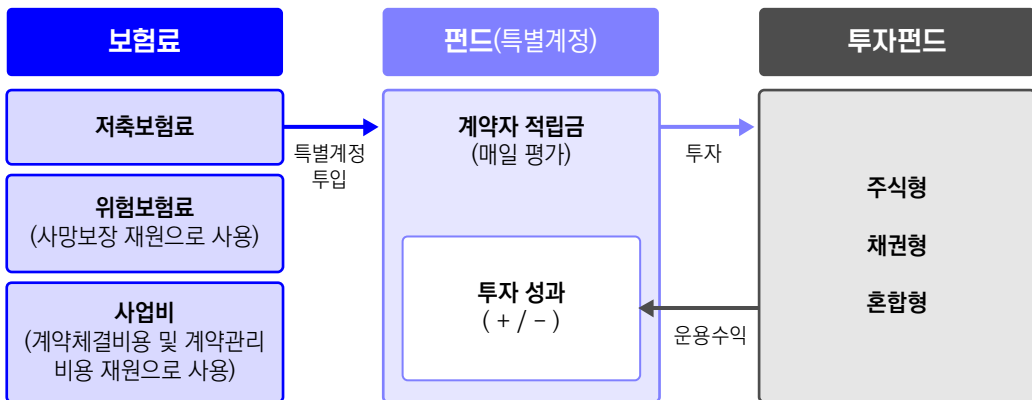 보험료
저축보험료
위험보험료
(사망보장 재원으로 사용)
사업비
(계약체결비용 및 계약관리
비용 재원으로 사용)
특별계정
투입
펀드(특별계정)
계약자 적립금
(매일 평가)
투자 성과
( + / − )
투자
운용수익
투자펀드
주식형
채권형
혼합형